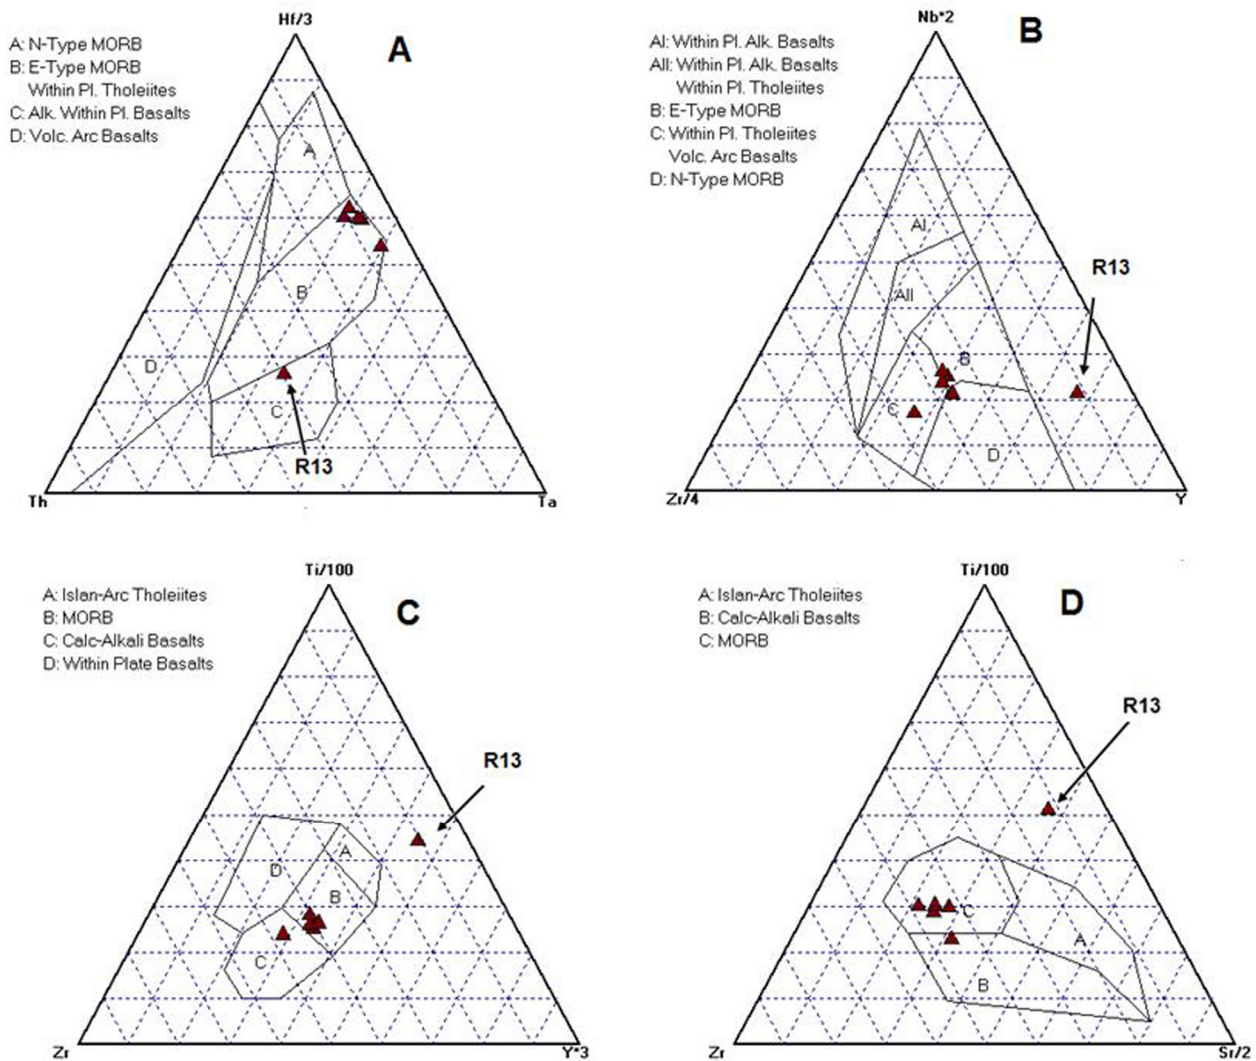 Hf/3
A
A: N-Type MORB
B: E-Type MORB
Within Pl. Tholeiites
C: Alk. Within Pl. Basalts
D: Volc. Arc Basalts
A
B
D
C
R13
Th
Ta
Nb*2
B
AI: Within Pl. Alk. Basalts
AII: Within Pl. Alk. Basalts
Within Pl. Tholeiites
B: E-Type MORB
C: Within Pl. Tholeiites
Volc. Arc Basalts
D: N-Type MORB
AI
R13
AII
B
C
D
Zr/4
Y
Ti/100
C
A: Islan-Arc Tholeiites
B: MORB
C: Calc-Alkali Basalts
D: Within Plate Basalts
R13
A
D
B
C
Zr
Y*3
Ti/100
D
A: Islan-Arc Tholeiites
B: Calc-Alkali Basalts
C: MORB
R13
C
A
B
Zr
Sr/2